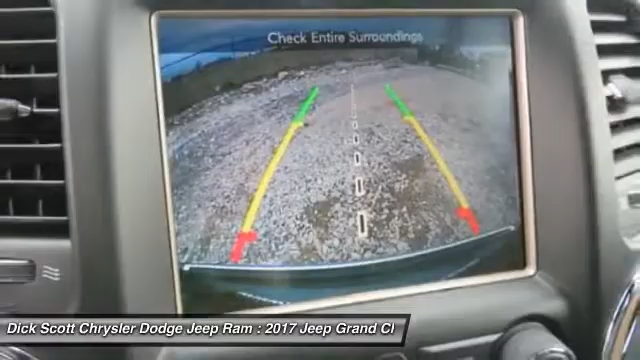 Check Entire Surroundings
Dick Scott Chrysler Dodge Jeep Ram : 2017 Jeep Grand Cl